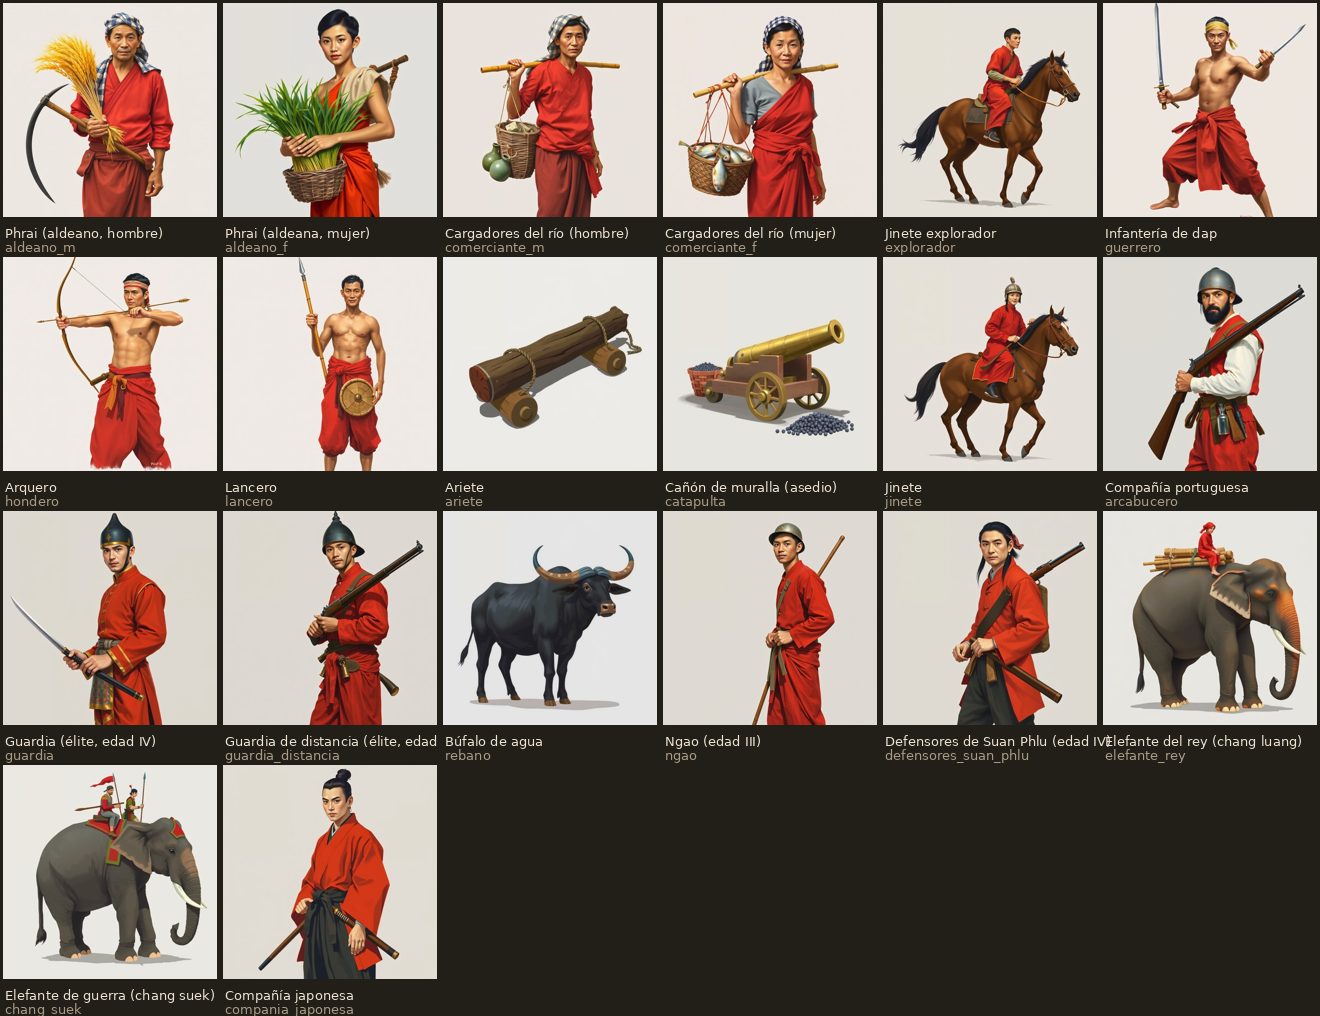 Phrai (aldeano, hombre)
aldeano_m
Phrai (aldeana, mujer)
aldeano_f
Cargadores del río (hombre)
comerciante_m
Cargadores del río (mujer)
comerciante_f
Jinete explorador
explorador
Infantería de dap
guerrero
Arquero
hondero
Lancero
lancero
Ariete
ariete
Cañón de muralla (asedio)
catapulta
Jinete
jinete
Compañía portuguesa
arcabucero
Guardia (élite, edad IV)
guardia
Guardia de distancia (élite, edad
guardia_distancia
Búfalo de agua
rebano
Ngao (edad III)
ngao
Defensores de Suan Phlu (edad IV)
defensores_suan_phlu
Elefante del rey (chang luang)
elefante_rey
Elefante de guerra (chang suek)
chang_suek
Compañía japonesa
compania_japonesa